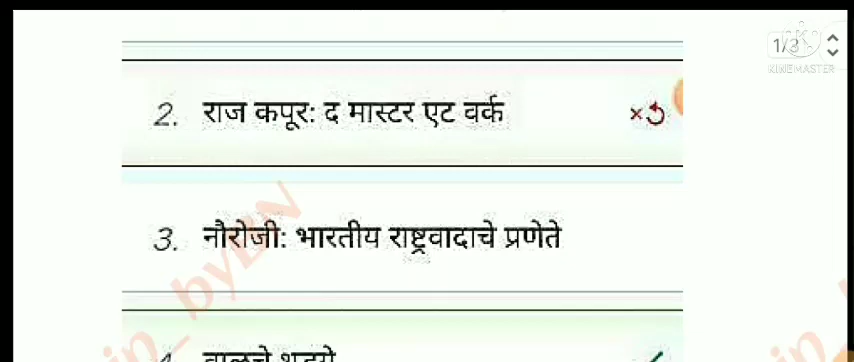 1/3
KINEMASTER
2. राज कपूर: द मास्टर एट वर्क
3. नौरोजी: भारतीय राष्ट्रवादाचे प्रणेते